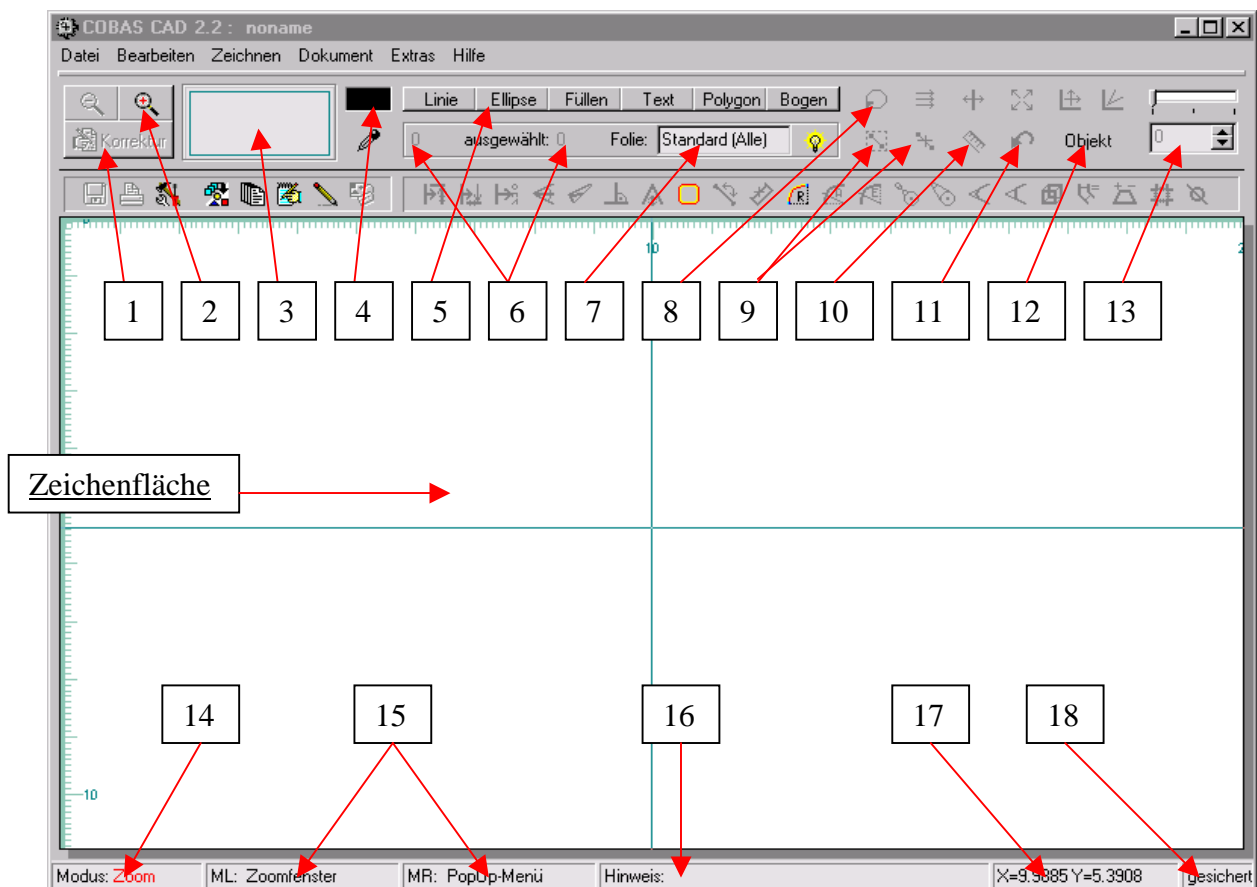 COBAS CAD 2.2 : noname
Datei Bearbeiten Zeichnen Dokument Extras Hilfe
Linie Ellipse Füllen Text Polygon Bogen
Korrektur 0 ausgewählt: 0 Folie: Standard (Alle) Objekt 0
R E
0 10 2
1 2 3 4 5 6 7 8 9 10 11 12 13
Zeichenfläche
14 15 16 17 18
10
Modus: Zoom ML: Zoomfenster MR: PopUp-Menü Hinweis: X=9.9885 Y=5.3908 gesichert